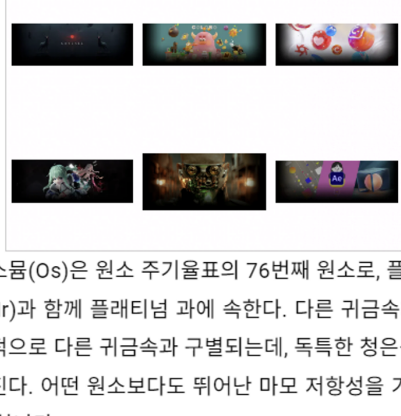 Ae
스뮴(Os)은 원소 주기율표의 76번째 원소로, 플
Ir)과 함께 플래티넘 과에 속한다. 다른 귀금속
적으로 다른 귀금속과 구별되는데, 독특한 청은
진다. 어떤 원소보다도 뛰어난 마모 저항성을 가